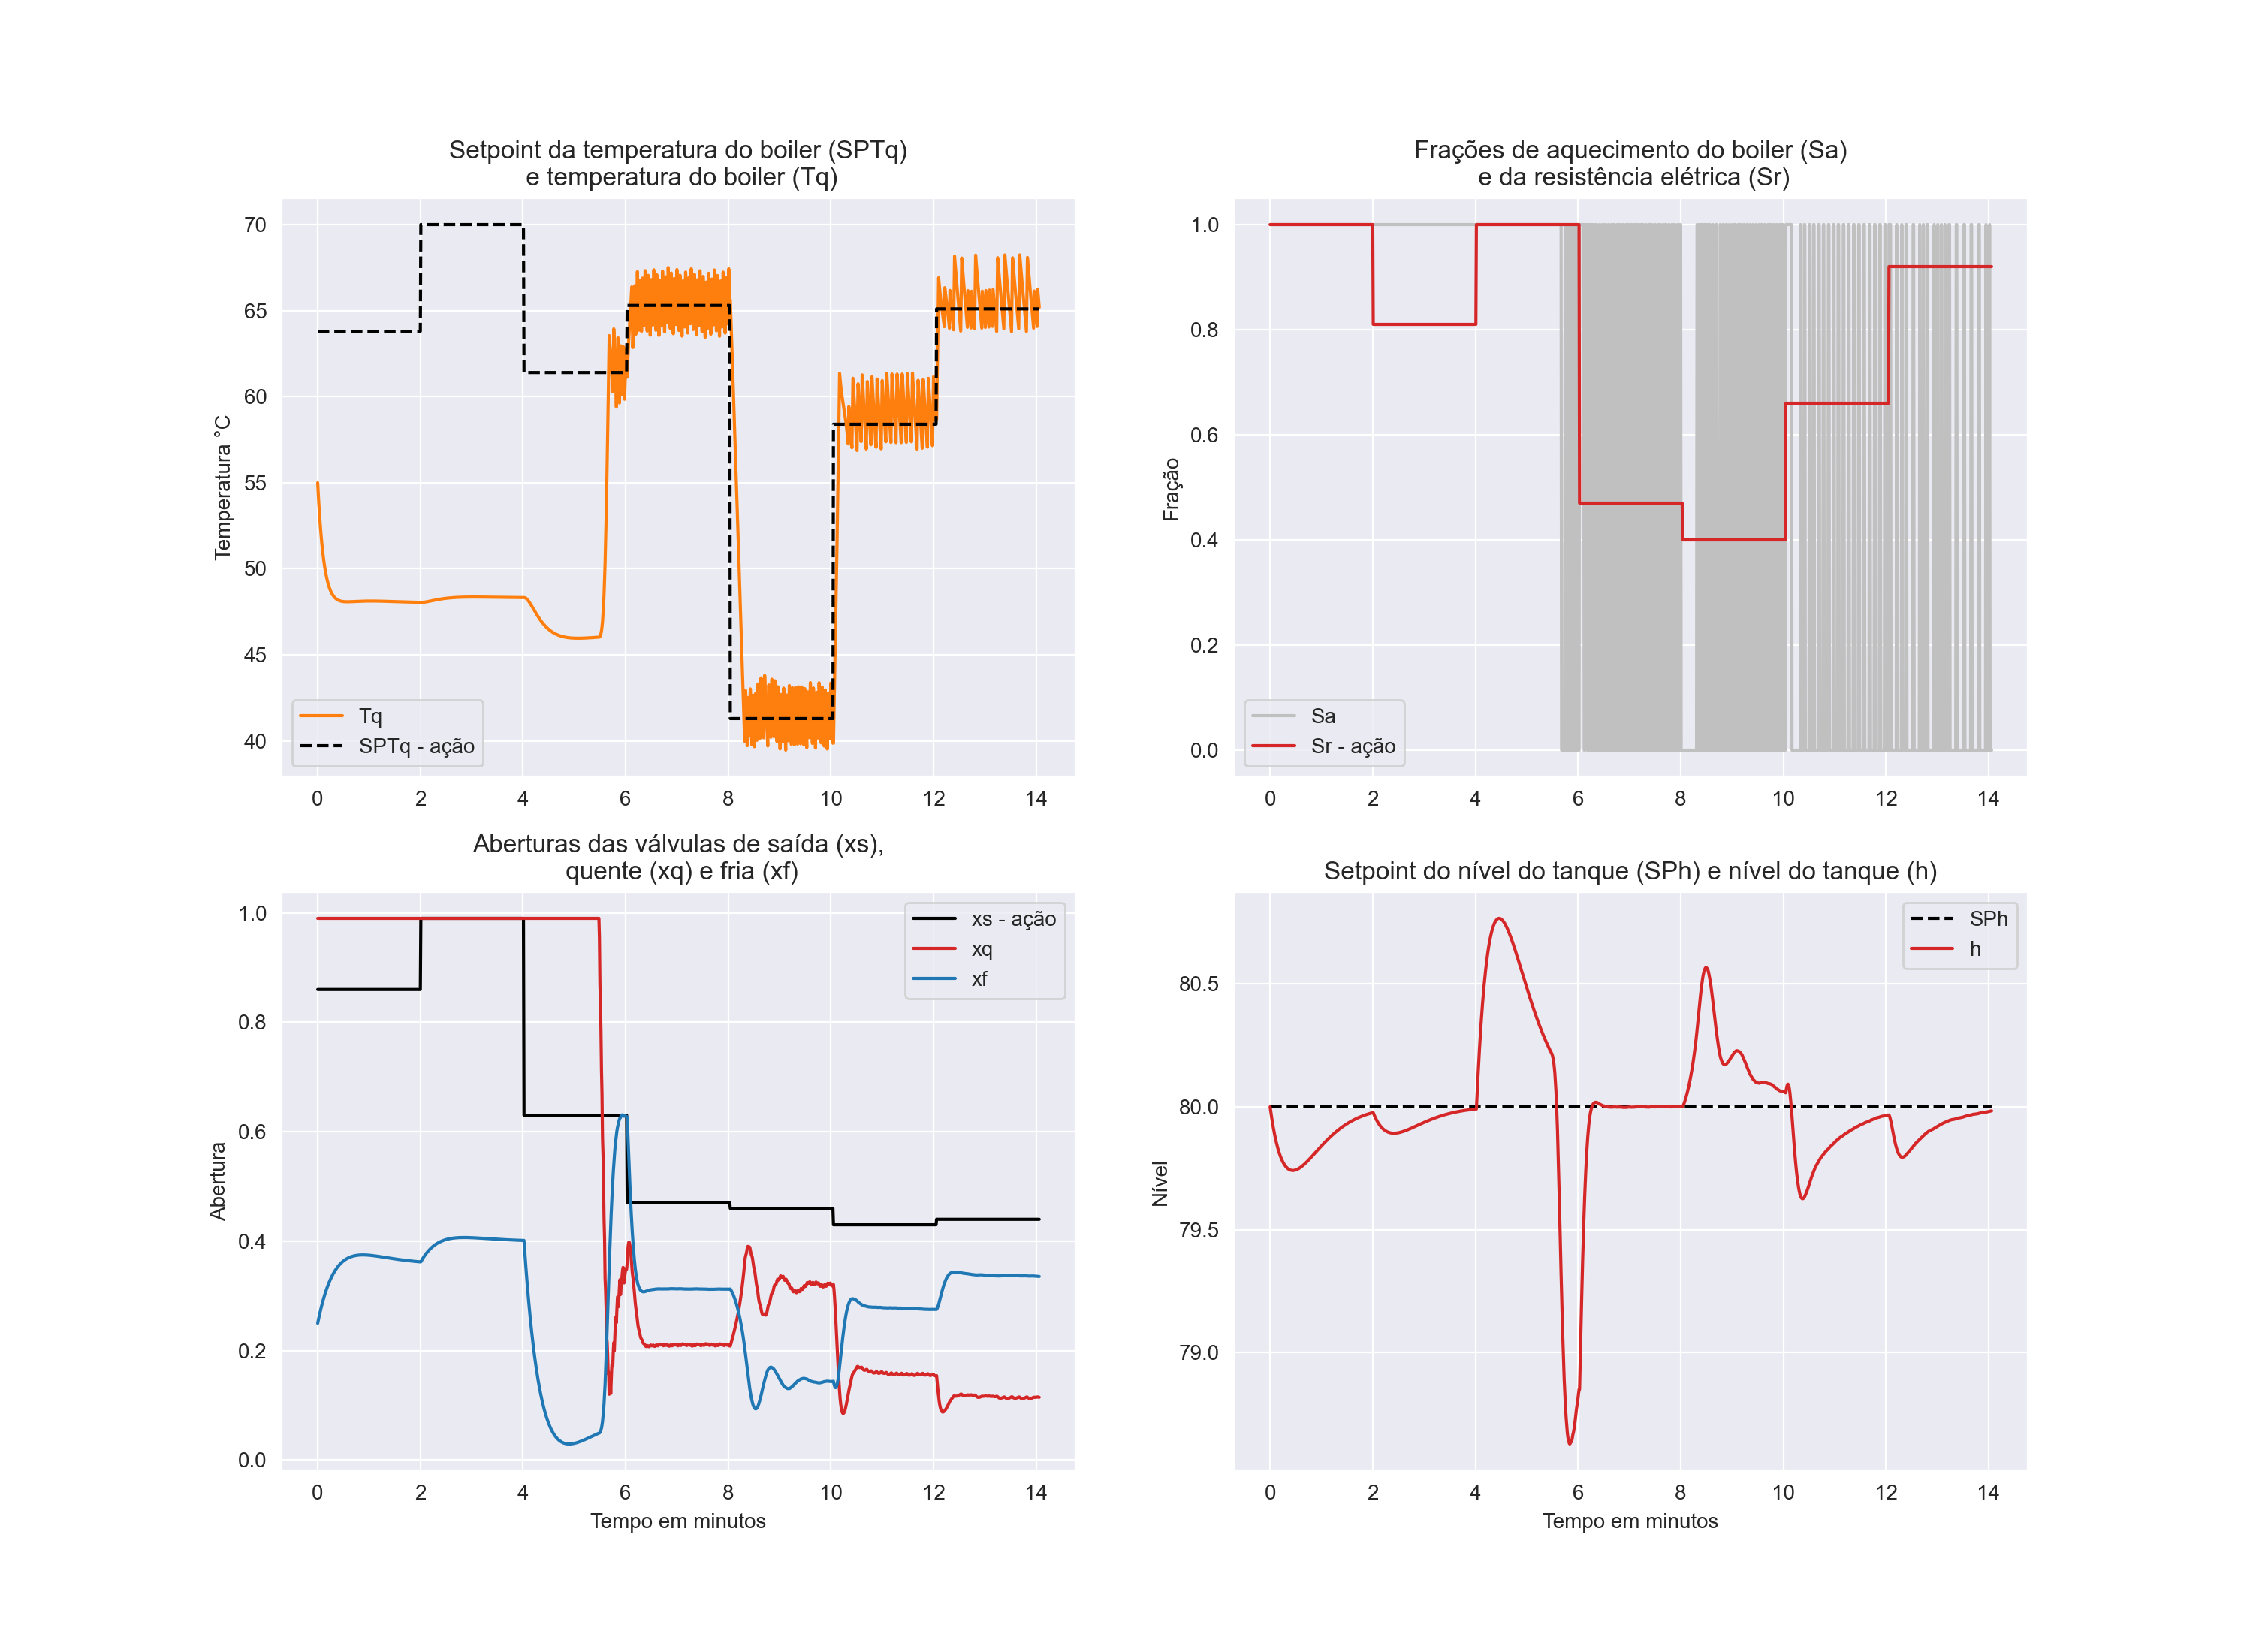 Setpoint da temperatura do boiler (SPTq)
e temperatura do boiler (Tq)
70
65
60
55
50
45
40
Temperatura °C
Tq
SPTq - ação
0 2 4 6 8 10 12 14
Frações de aquecimento do boiler (Sa)
e da resistência elétrica (Sr)
1.0
0.8
0.6
0.4
0.2
0.0
Fração
Sa
Sr - ação
0 2 4 6 8 10 12 14
Aberturas das válvulas de saída (xs),
quente (xq) e fria (xf)
1.0
0.8
0.6
0.4
0.2
0.0
Abertura
xs - ação
xq
xf
0 2 4 6 8 10 12 14
Tempo em minutos
Setpoint do nível do tanque (SPh) e nível do tanque (h)
80.5
80.0
79.5
79.0
Nível
SPh
h
0 2 4 6 8 10 12 14
Tempo em minutos